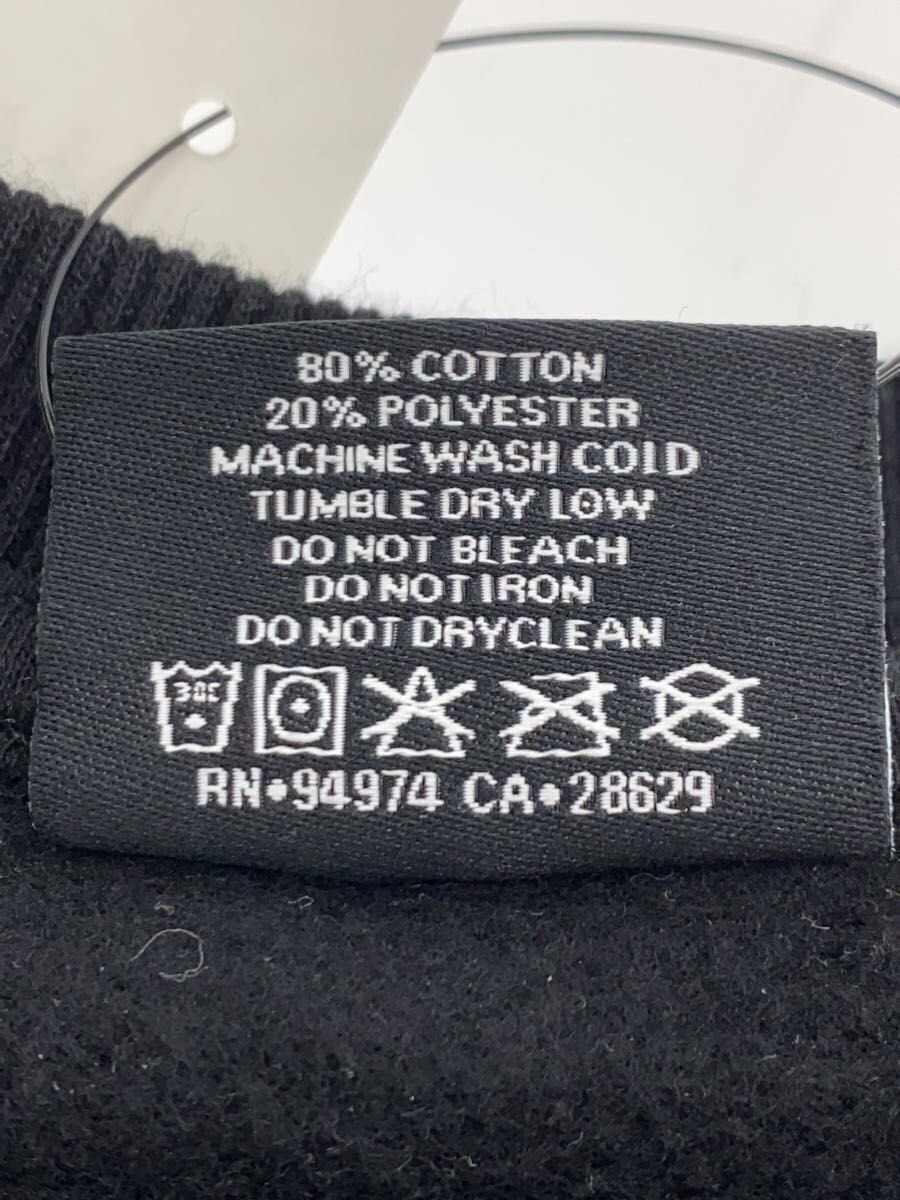 80% COTTON
20% POLYESTER
MACHINE WASH COLD
TUMBLE DRY LOW
DO NOT BLEACH
DO NOT IRON
DO NOT DRYCLEAN
30C
RN•94974 CA•28629